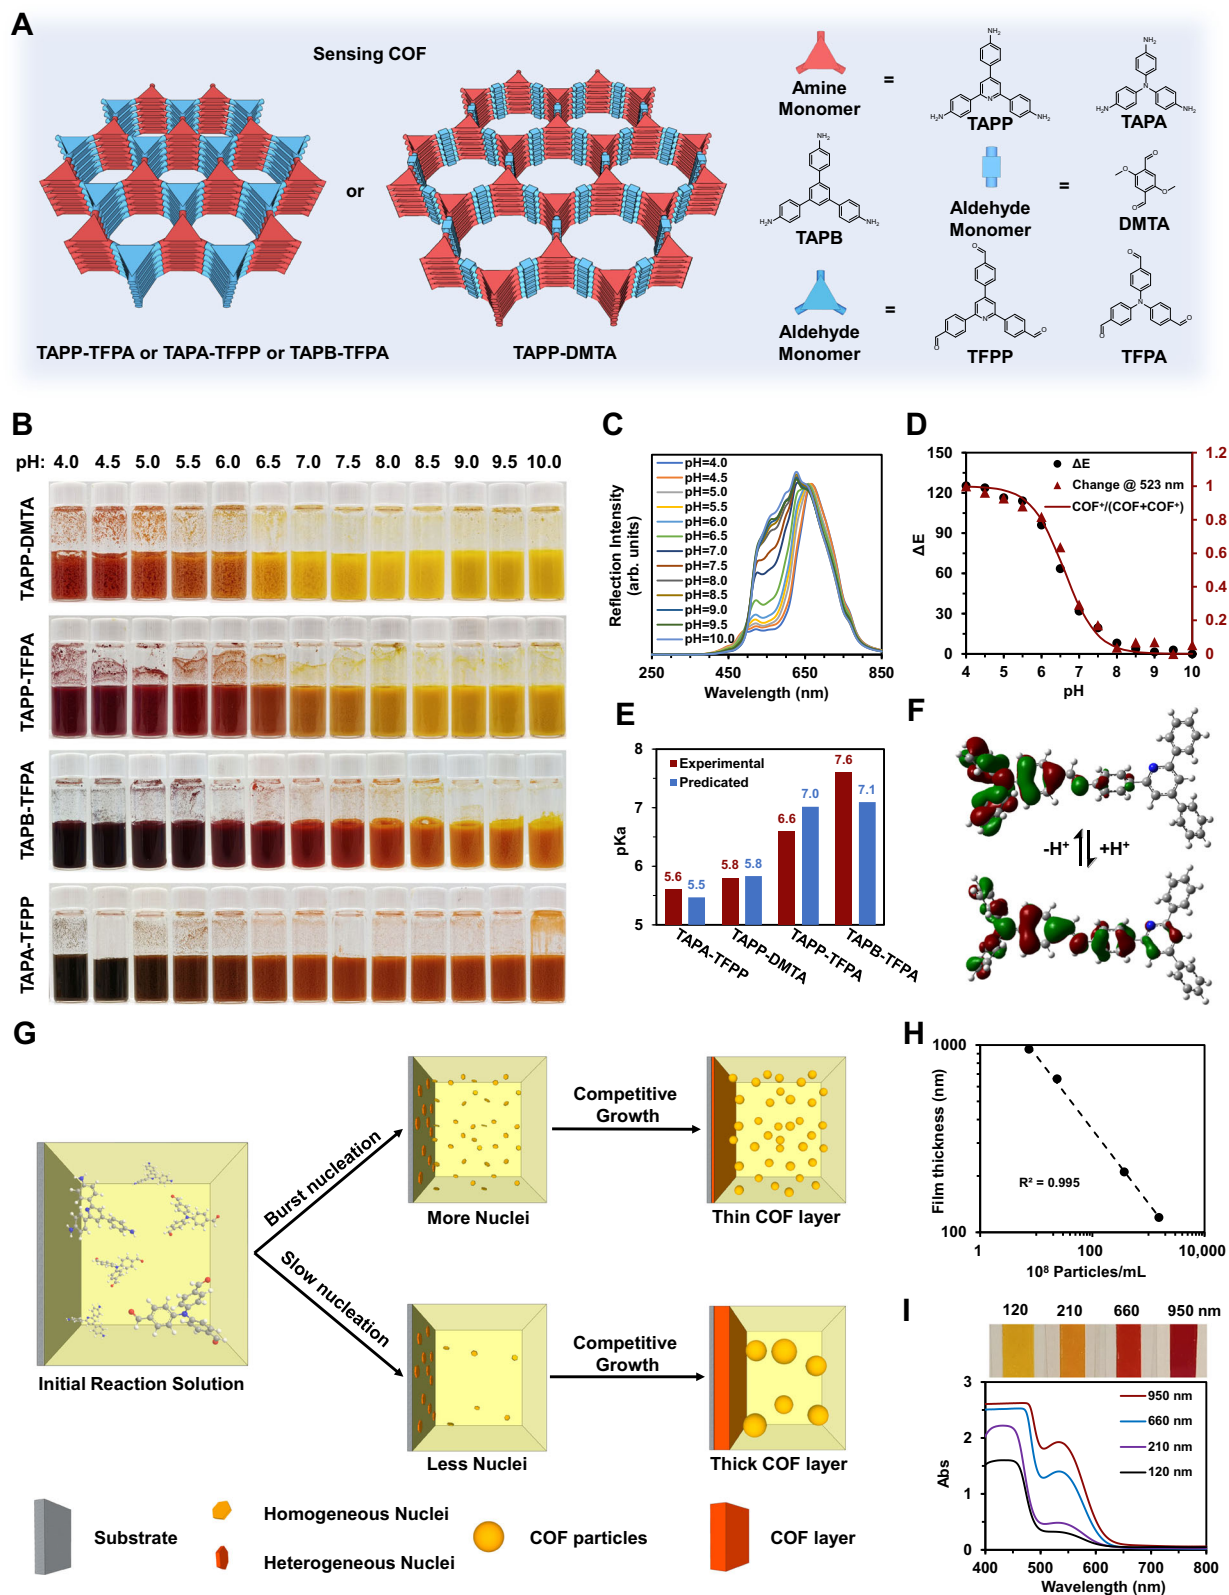 A
Sensing COF
or
TAPP-TFPA or TAPA-TFPP or TAPB-TFPA
TAPP-DMTA
Amine
Monomer
=
NH₂
H₂N
NH₂
N
TAPP
NH₂
N
H₂N
NH₂
TAPA
NH₂
H₂N
NH₂
TAPB
Aldehyde
Monomer
=
O
O
O
O
DMTA
Aldehyde
Monomer
=
O
N
O
O
TFPP
O
N
O
O
TFPA
B
pH: 4.0 4.5 5.0 5.5 6.0 6.5 7.0 7.5 8.0 8.5 9.0 9.5 10.0
TAPP-DMTA
TAPP-TFPA
TAPB-TFPA
TAPA-TFPP
C
Reflection Intensity
(arb. units)
pH=4.0
pH=4.5
pH=5.0
pH=5.5
pH=6.0
pH=6.5
pH=7.0
pH=7.5
pH=8.0
pH=8.5
pH=9.0
pH=9.5
pH=10.0
250 450 650 850
Wavelength (nm)
D
150
120
90
60
30
0
ΔE
ΔE
Change @ 523 nm
COF⁺/(COF+COF⁺)
1.2
1
0.8
0.6
0.4
0.2
0
4 5 6 7 8 9 10
pH
E
8
7
6
5
pKa
Experimental
Predicated
5.6
5.5
5.8
5.8
6.6
7.0
7.6
7.1
TAPA-TFPP
TAPP-DMTA
TAPP-TFPA
TAPB-TFPA
F
-H⁺
+H⁺
G
Initial Reaction Solution
Burst nucleation
Slow nucleation
More Nuclei
Competitive
Growth
Thin COF layer
Less Nuclei
Competitive
Growth
Thick COF layer
Substrate
Homogeneous Nuclei
Heterogeneous Nuclei
COF particles
COF layer
H
1000
100
Film thickness (nm)
R² = 0.995
1 100 10,000
10⁸ Particles/mL
I
120 210 660 950 nm
3
2
1
0
Abs
950 nm
660 nm
210 nm
120 nm
400 500 600 700 800
Wavelength (nm)